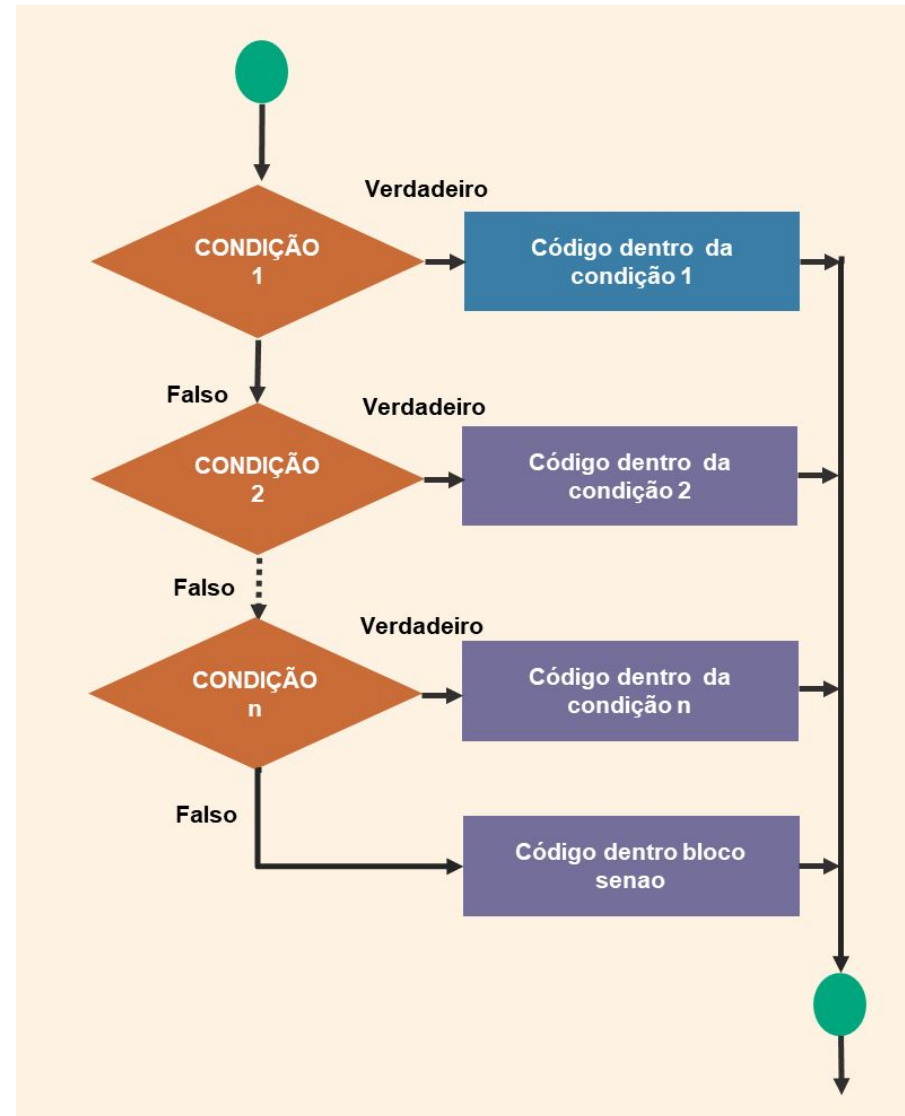 Verdadeiro
CONDIÇÃO
1
Código dentro da
condição 1
Falso
Verdadeiro
CONDIÇÃO
2
Código dentro da
condição 2
Falso
Verdadeiro
CONDIÇÃO
n
Código dentro da
condição n
Falso
Código dentro bloco
senao